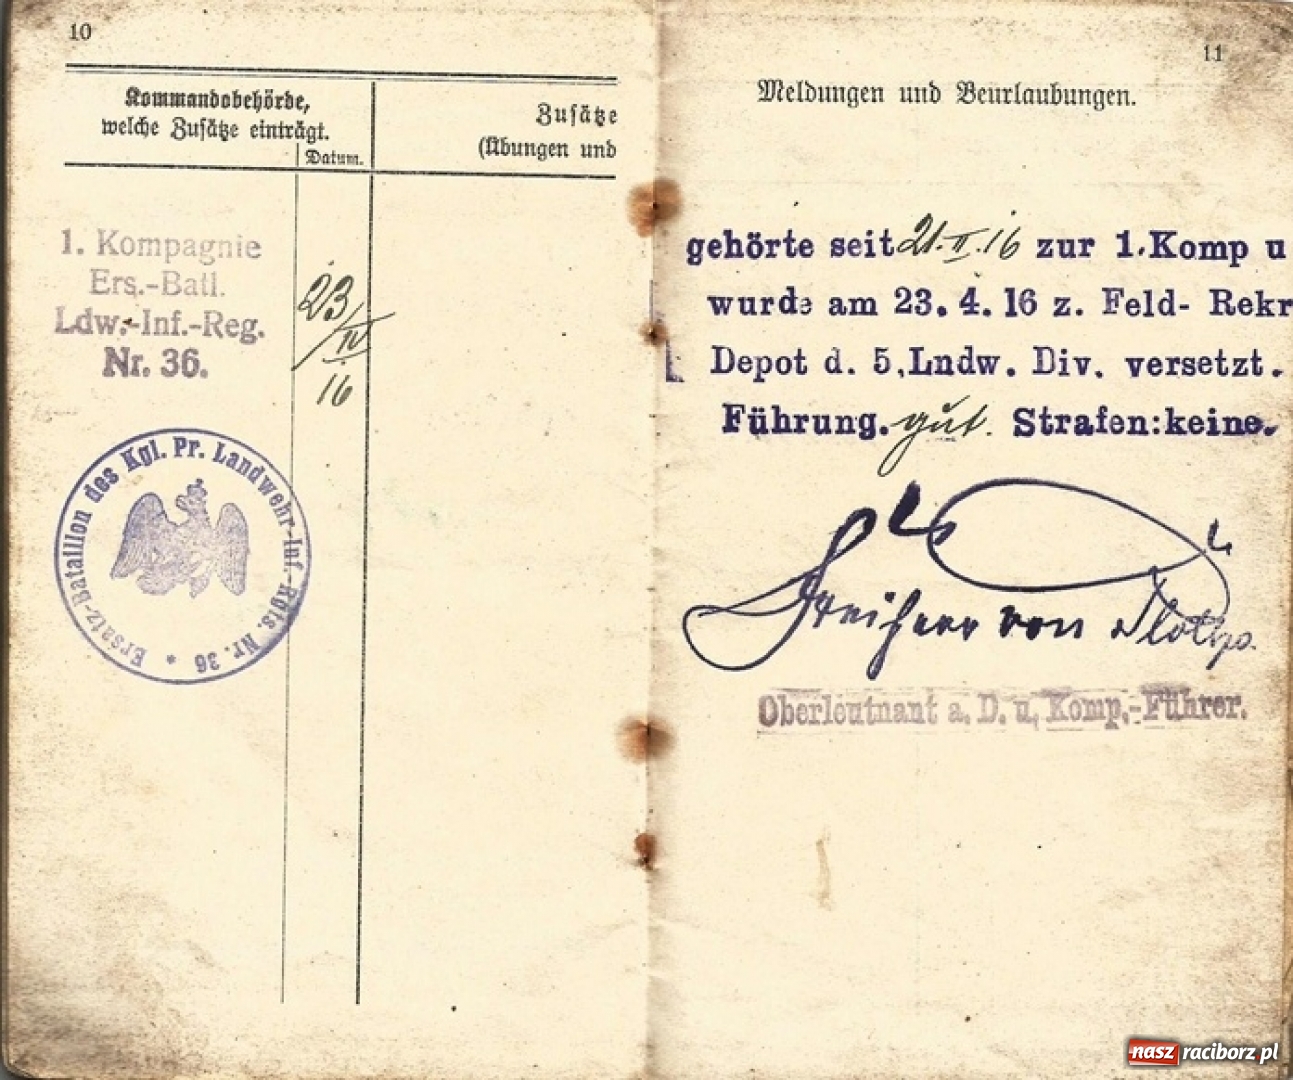 10
Kommandobehörde,
welche Zusätze einträgt.
Datum.
Zusätze
(Übungen und
1. Kompagnie
Ers.-Batl.
Ldw.-Inf.-Reg.
Nr. 36.
23/IV 16
Ersatz-Bataillon des Kgl. Pr. Landwehr-Inf.-Rgts. Nr. 36 *
11
Meldungen und Beurlaubungen.
gehörte seit 21.II.16 zur 1.Komp u
wurde am 23.4.16 z. Feld- Rekr
Depot d. 5.Lndw. Div. versetzt.
Führung. gut. Strafen:keine.
Freiherr von Plotho.
Oberleutnant a. D. u. Komp.-Führer.
nasz raciborz pl